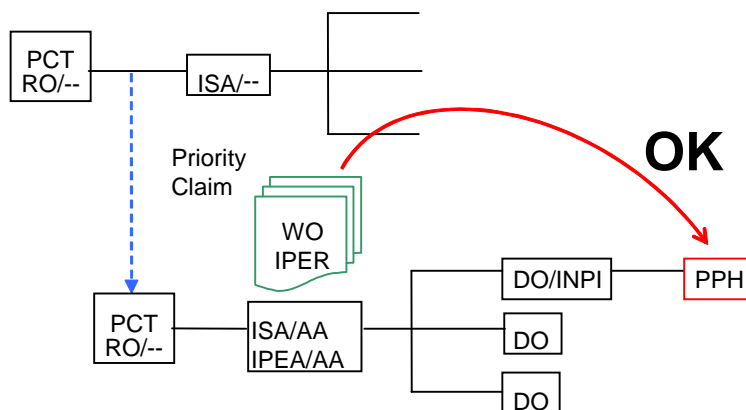 PCT
RO/--
ISA/--
Priority
Claim
OK
WO
IPER
DO/INPI
PPH
PCT
RO/--
ISA/AA
IPEA/AA
DO
DO